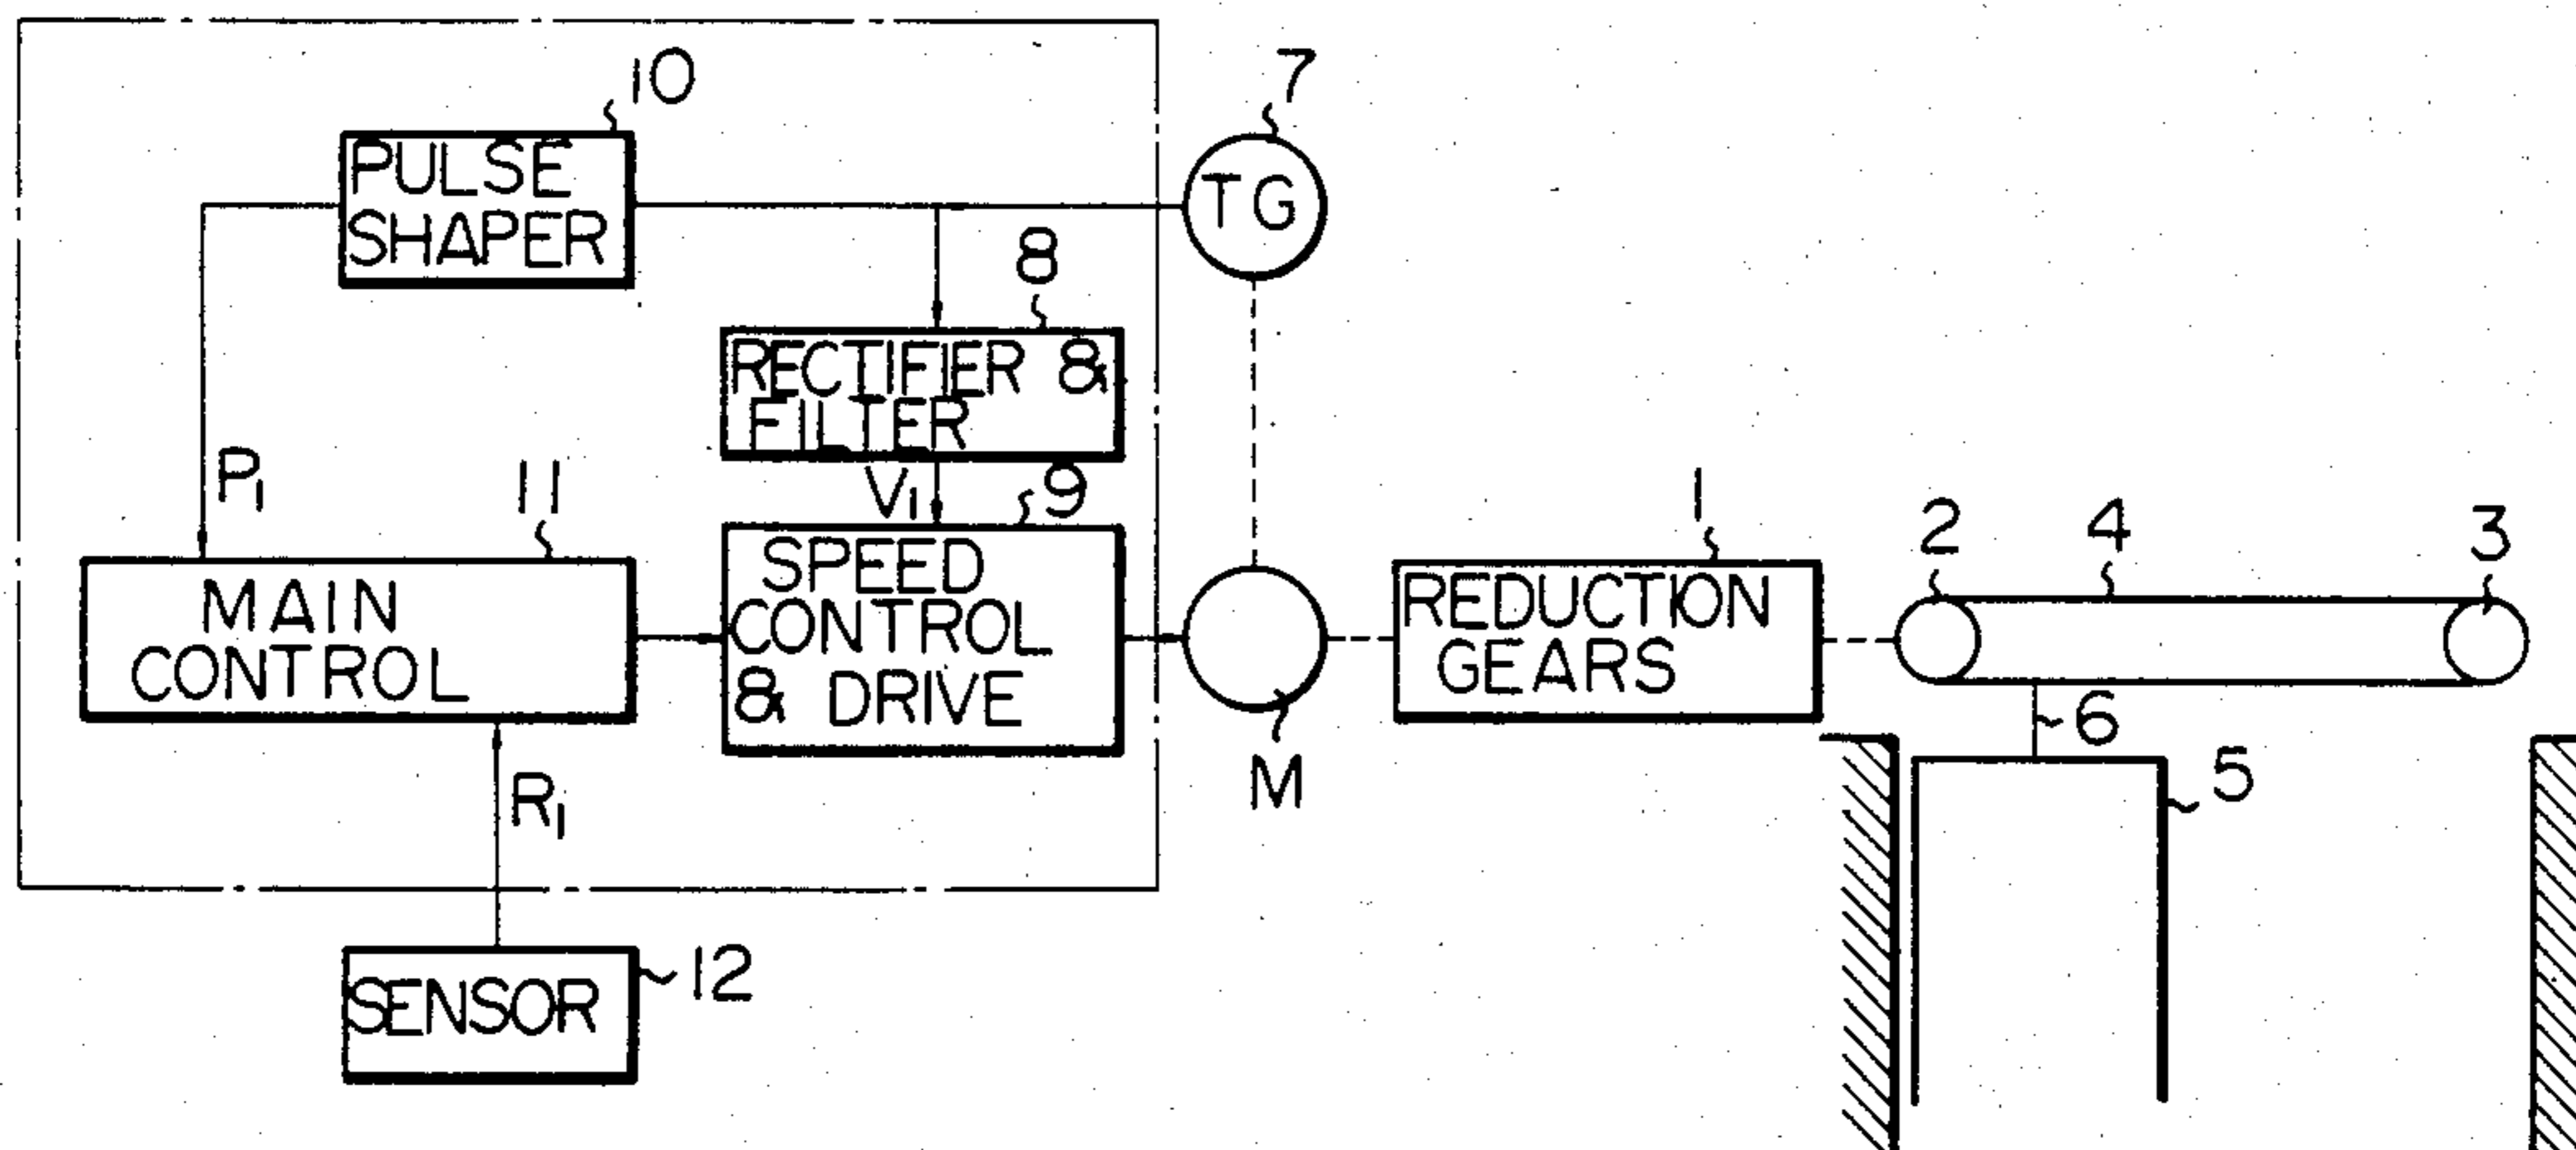 10
PULSE
SHAPER
7
TG
8
RECTIFIER &
FILTER
P1
11
V1
9
MAIN
CONTROL
SPEED
CONTROL
& DRIVE
M
1
REDUCTION
GEARS
2
4
3
6
5
R1
SENSOR
12